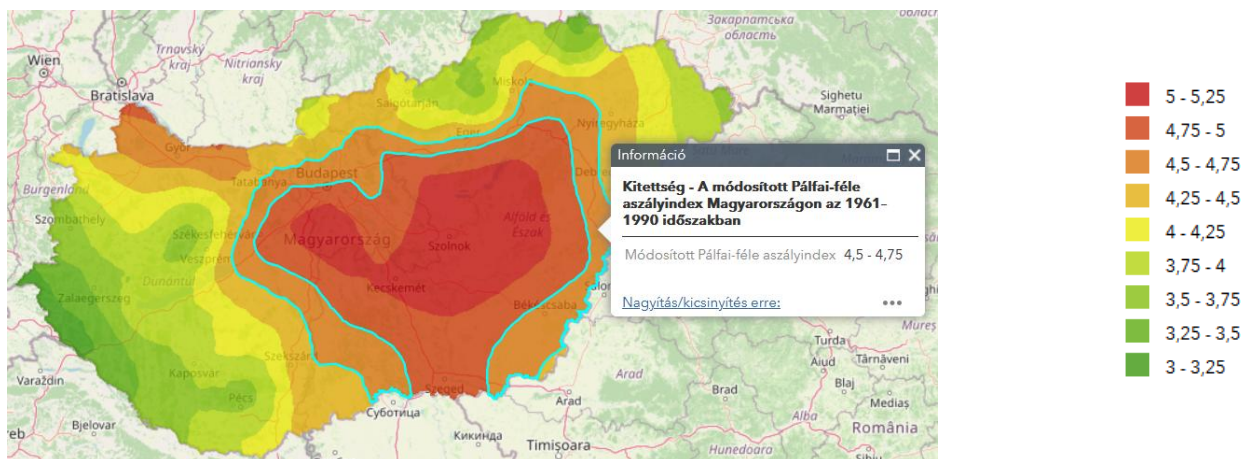 Закарпатська
область
Trnavský
kraj
Nitriansky
kraj
Wien
Bratislava
Miskolc
Sighetu
Marmației
Salgótarján
Nyíregyháza
Eger
Győr
Tatabánya
Budapest
Burgenland
Szombathely
Székesfehérvár
Magyarország
Szolnok
Alföld és
Észak
Veszprém
Dunántúl
Zalaegerszeg
Kecskemét
Békéscsaba
Szekszárd
Kaposvár
Pécs
Szeged
Varaždin
Суботица
Arad
Arad
Bjelovar
Кикинда
Timișoara
Turda
Aiud
Târnăveni
Blaj
Brad
Mediaș
Alba
România
Hunedoara
Sibiu
Mureș
Információ
Kitettség - A módosított Pálfai-féle
aszályindex Magyarországon az 1961–
1990 időszakban
Módosított Pálfai-féle aszályindex 4,5 - 4,75
Nagyítás/kicsinyítés erre:
5 - 5,25
4,75 - 5
4,5 - 4,75
4,25 - 4,5
4 - 4,25
3,75 - 4
3,5 - 3,75
3,25 - 3,5
3 - 3,25